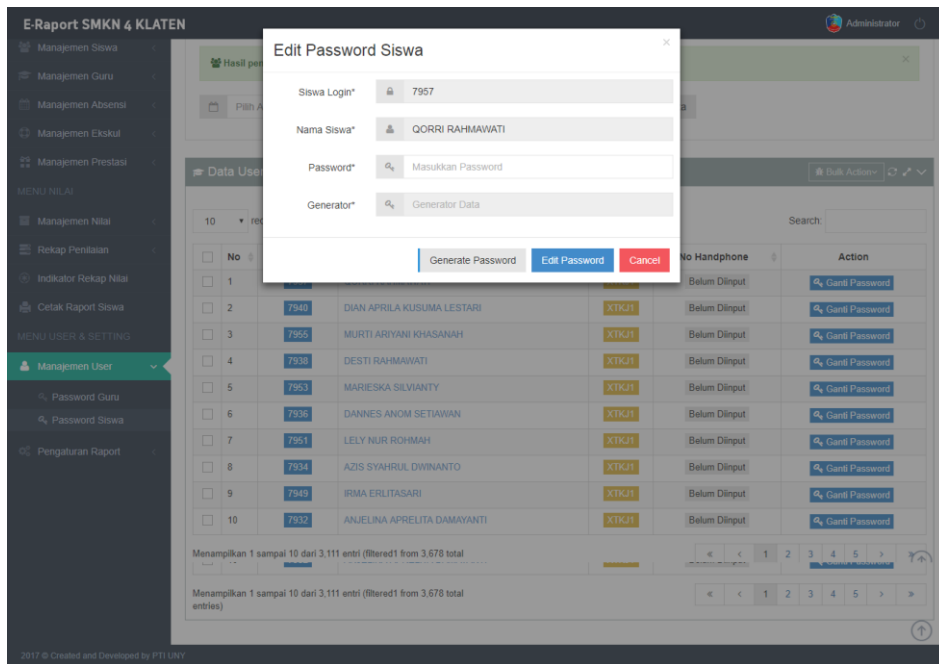 E-Raport SMKN 4 KLATEN
Administrator
Manajemen Siswa
Manajemen Guru
Manajemen Absensi
Manajemen Ekskul
Manajemen Prestasi
MENU NILAI
Manajemen Nilai
Rekap Penilaian
Indikator Rekap Nilai
Cetak Raport Siswa
MENU USER & SETTING
Manajemen User
Password Guru
Password Siswa
Pengaturan Raport
Hasil pen
×
Pilih A
a
Edit Password Siswa
×
Siswa Login* 7957
Nama Siswa* QORRI RAHMAWATI
Password* Masukkan Password
Generator* Generator Data
Generate Password Edit Password Cancel
Data User
Bulk Action
10 rec
Search:
No No Handphone Action
1 Belum Diinput Ganti Password
2 7940 DIAN APRILA KUSUMA LESTARI XTKJ1 Belum Diinput Ganti Password
3 7955 MURTI ARIYANI KHASANAH XTKJ1 Belum Diinput Ganti Password
4 7938 DESTI RAHMAWATI XTKJ1 Belum Diinput Ganti Password
5 7953 MARIESKA SILVIANTY XTKJ1 Belum Diinput Ganti Password
6 7936 DANNES ANOM SETIAWAN XTKJ1 Belum Diinput Ganti Password
7 7951 LELY NUR ROHMAH XTKJ1 Belum Diinput Ganti Password
8 7934 AZIS SYAHRUL DWINANTO XTKJ1 Belum Diinput Ganti Password
9 7949 IRMA ERLITASARI XTKJ1 Belum Diinput Ganti Password
10 7932 ANJELINA APRELITA DAMAYANTI XTKJ1 Belum Diinput Ganti Password
Menampilkan 1 sampai 10 dari 3,111 entri (filtered1 from 3,678 total
« ‹ 1 2 3 4 5 › »
Menampilkan 1 sampai 10 dari 3,111 entri (filtered1 from 3,678 total
entries)
« ‹ 1 2 3 4 5 › »
2017 © Created and Developed by PTI UNY